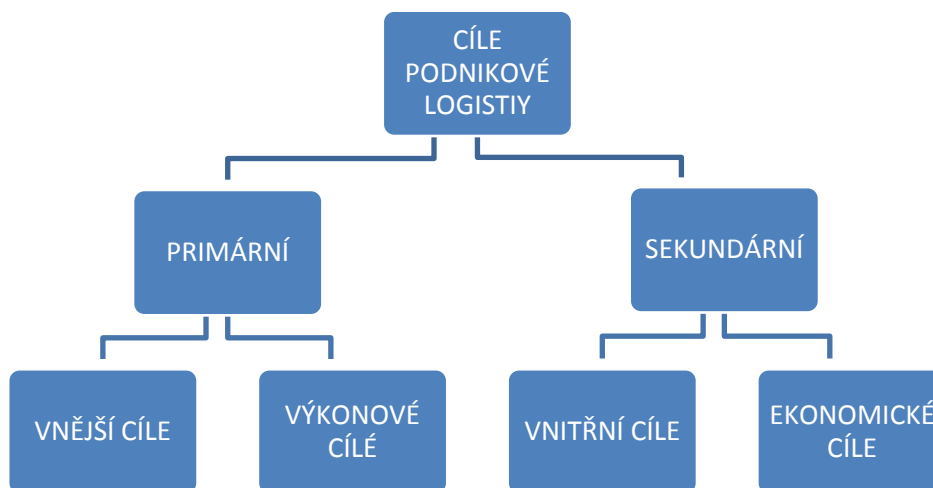 CÍLE
PODNIKOVÉ
LOGISTIY
PRIMÁRNÍ
SEKUNDÁRNÍ
VNĚJŠÍ CÍLE
VÝKONOVÉ
CÍLÉ
VNITŘNÍ CÍLE
EKONOMICKÉ
CÍLE